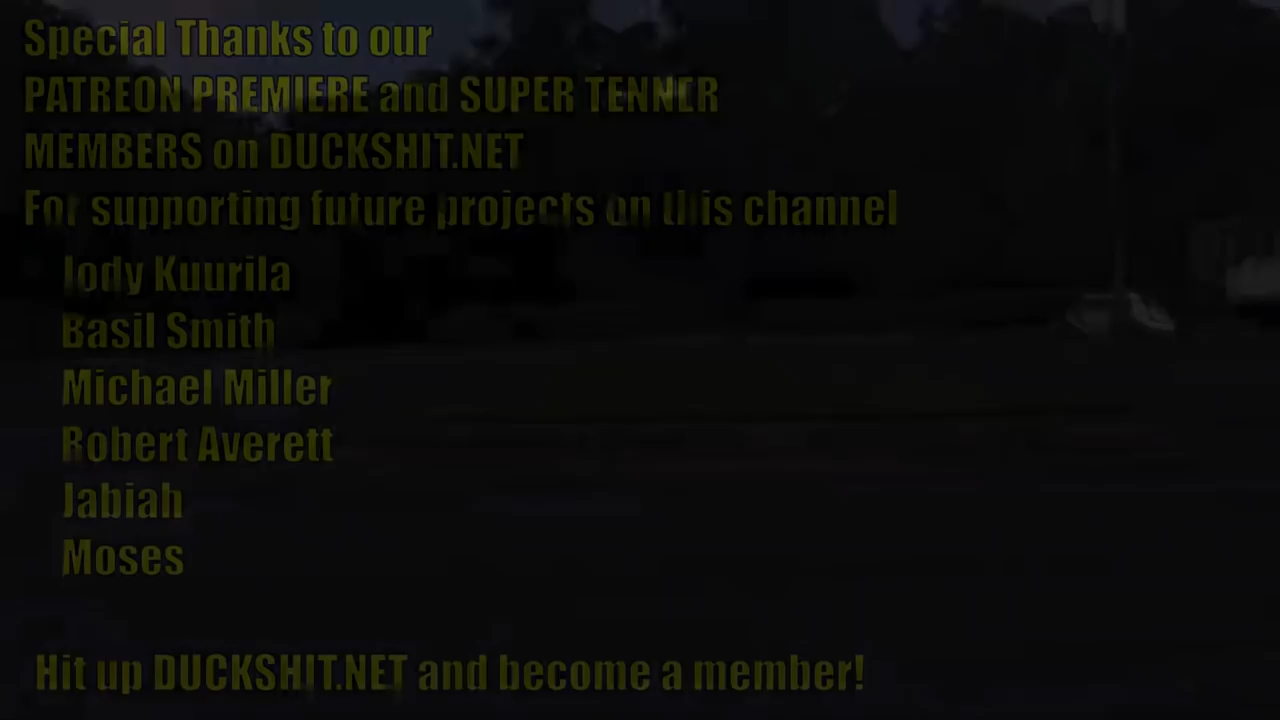 Special Thanks to our
PATREON PREMIERE and SUPER TENNER
MEMBERS on DUCKSHIT.NET
For supporting future projects on this channel
Jody Kuurila
Basil Smith
Michael Miller
Robert Averett
Jabiah
Moses
Hit up DUCKSHIT.NET and become a member!